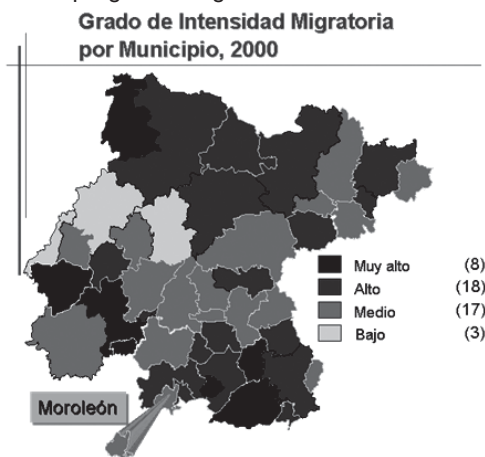 Grado de Intensidad Migratoria
por Municipio, 2000
Muy alto (8)
Alto (18)
Medio (17)
Bajo (3)
Moroleón